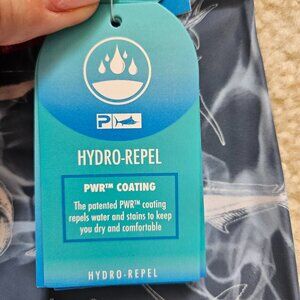 P
HYDRO-REPEL
PWR™ COATING
The patented PWR™ coating
repels water and stains to keep
you dry and comfortable
HYDRO-REPEL